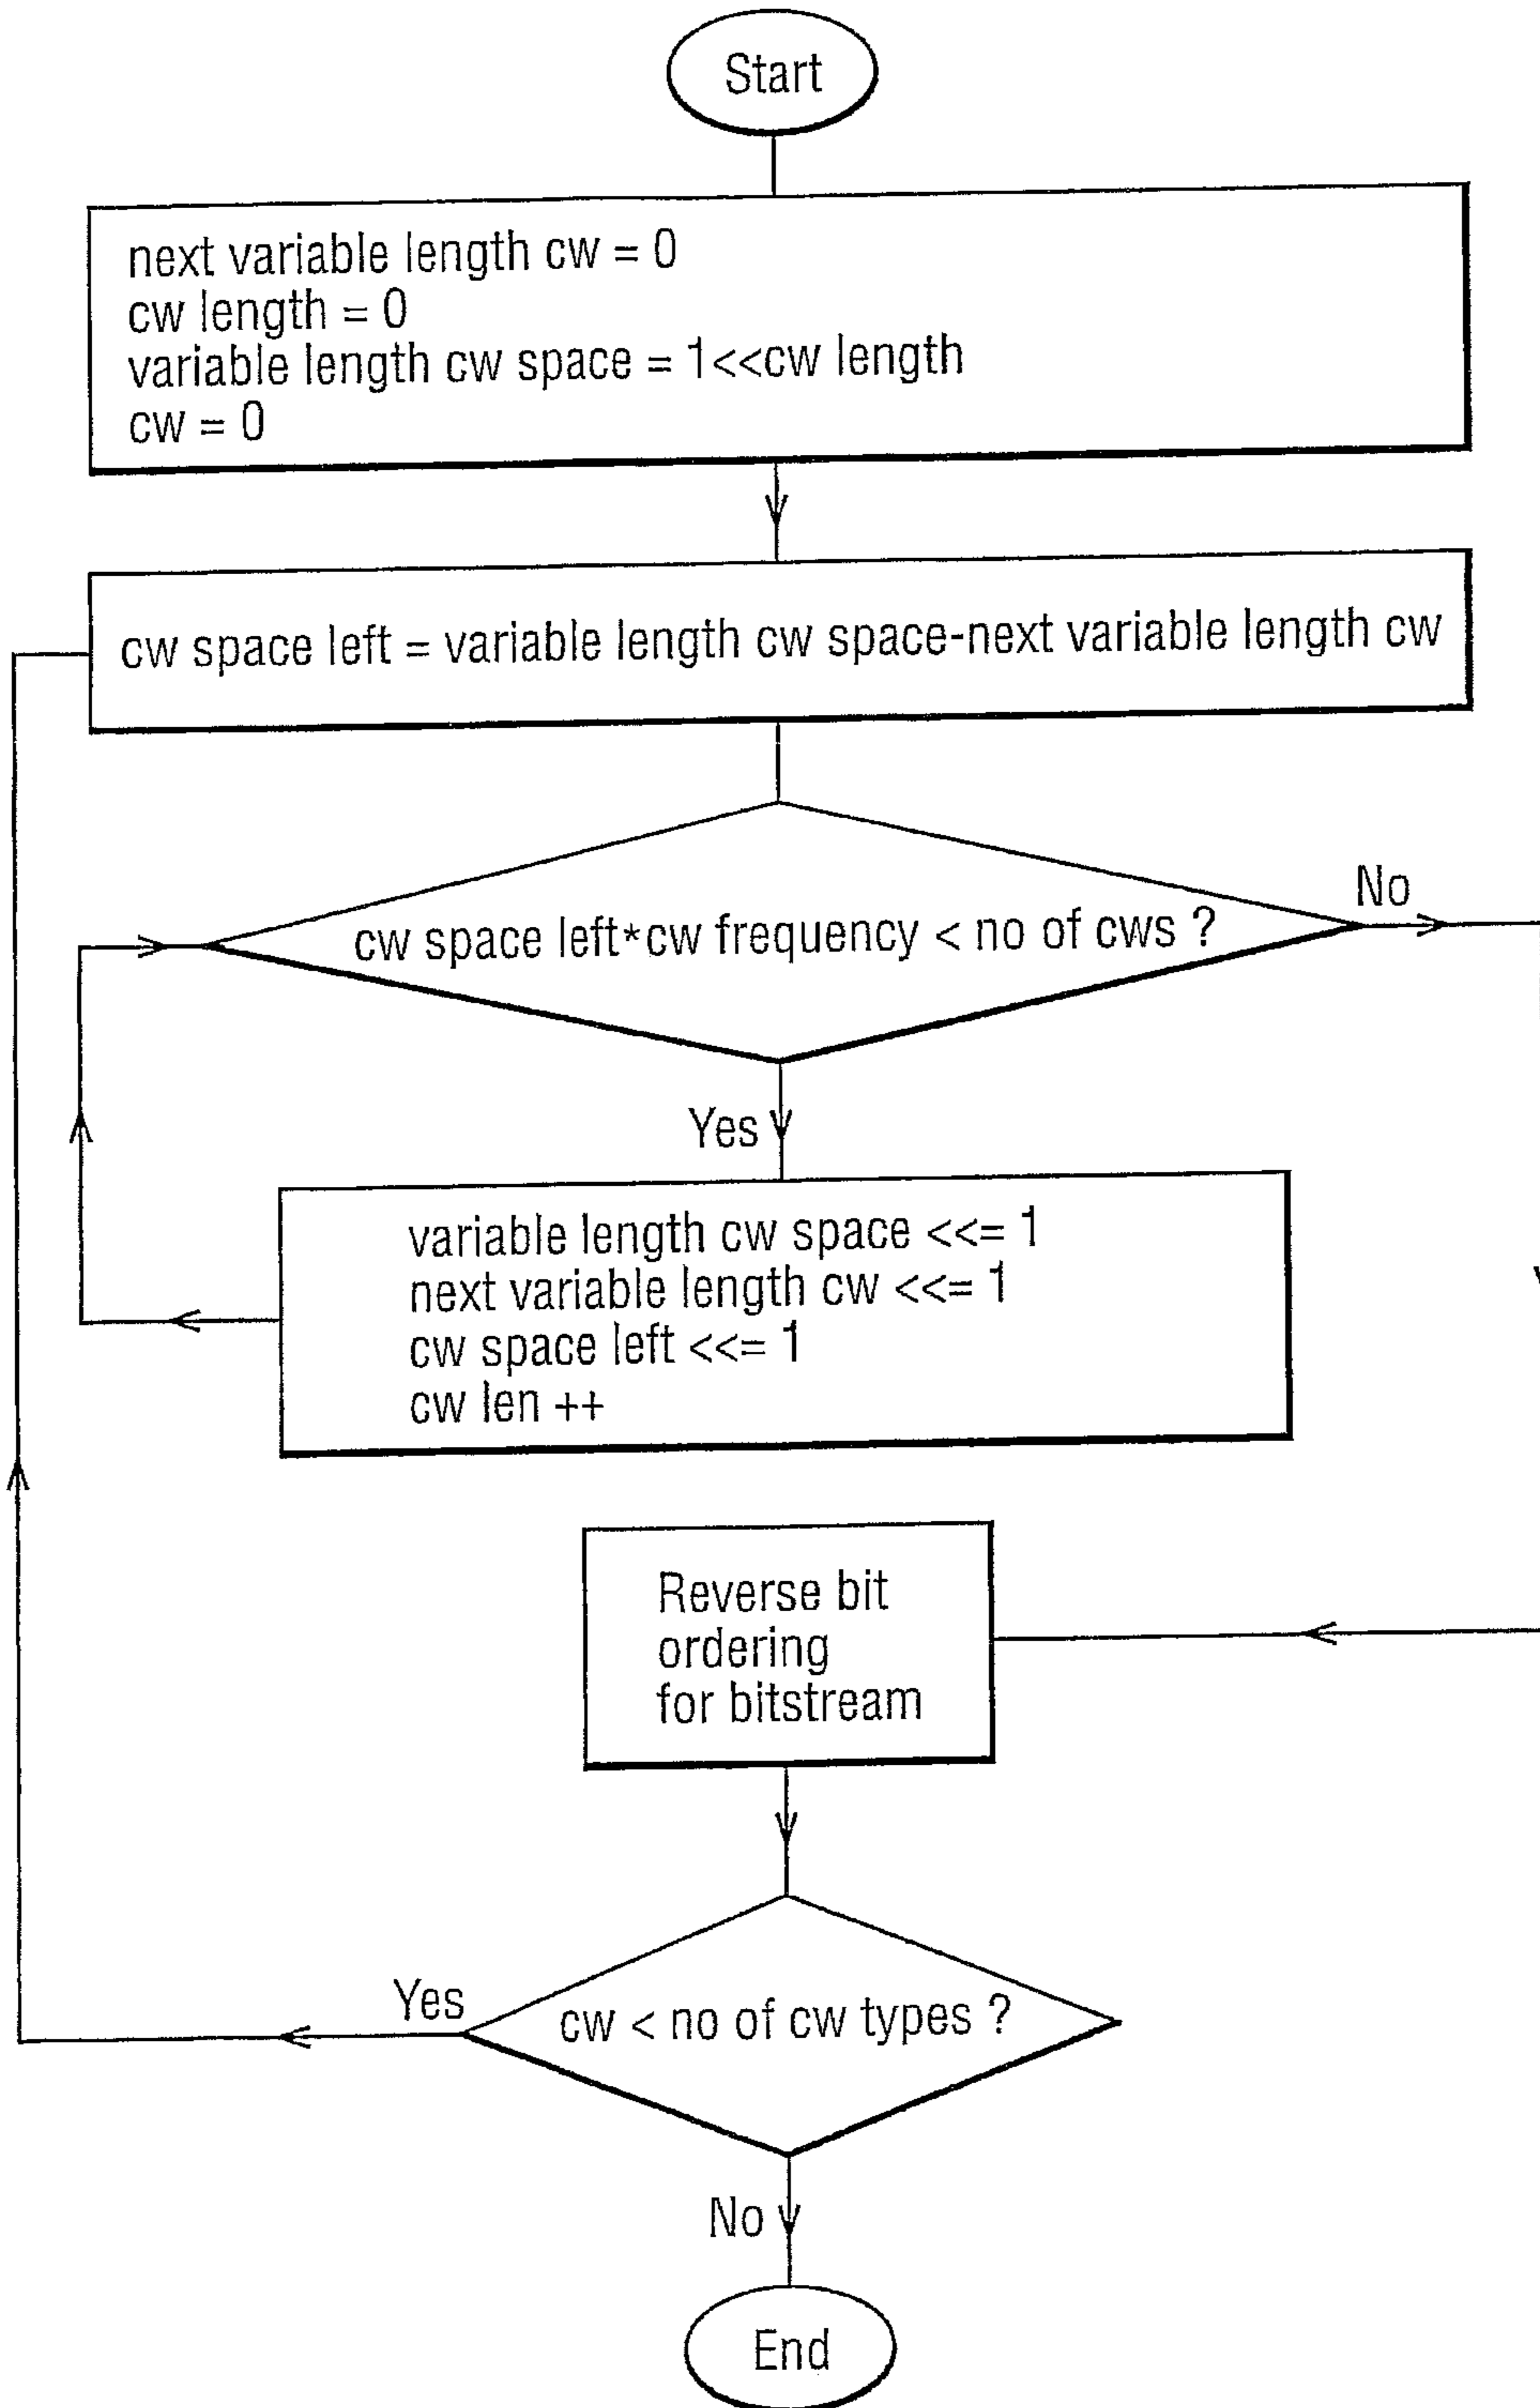 Start
next variable length cw = 0
cw length = 0
variable length cw space = 1<<cw length
cw = 0
cw space left = variable length cw space-next variable length cw
No
cw space left*cw frequency < no of cws ?
Yes
variable length cw space <<= 1
next variable length cw <<= 1
cw space left <<= 1
cw len ++
Reverse bit
ordering
for bitstream
Yes
cw < no of cw types ?
No
End